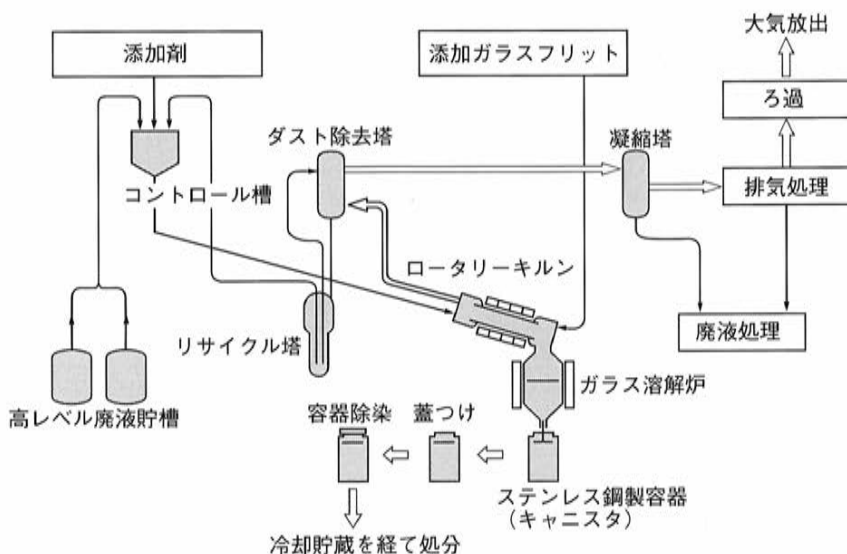 大気放出
添加剤
添加ガラスフリット
ろ過
ダスト除去塔
凝縮塔
コントロール槽
排気処理
ロータリーキルン
リサイクル塔
廃液処理
ガラス溶解炉
高レベル廃液貯槽
容器除染
蓋つけ
ステンレス鋼製容器
（キャニスタ）
冷却貯蔵を経て処分